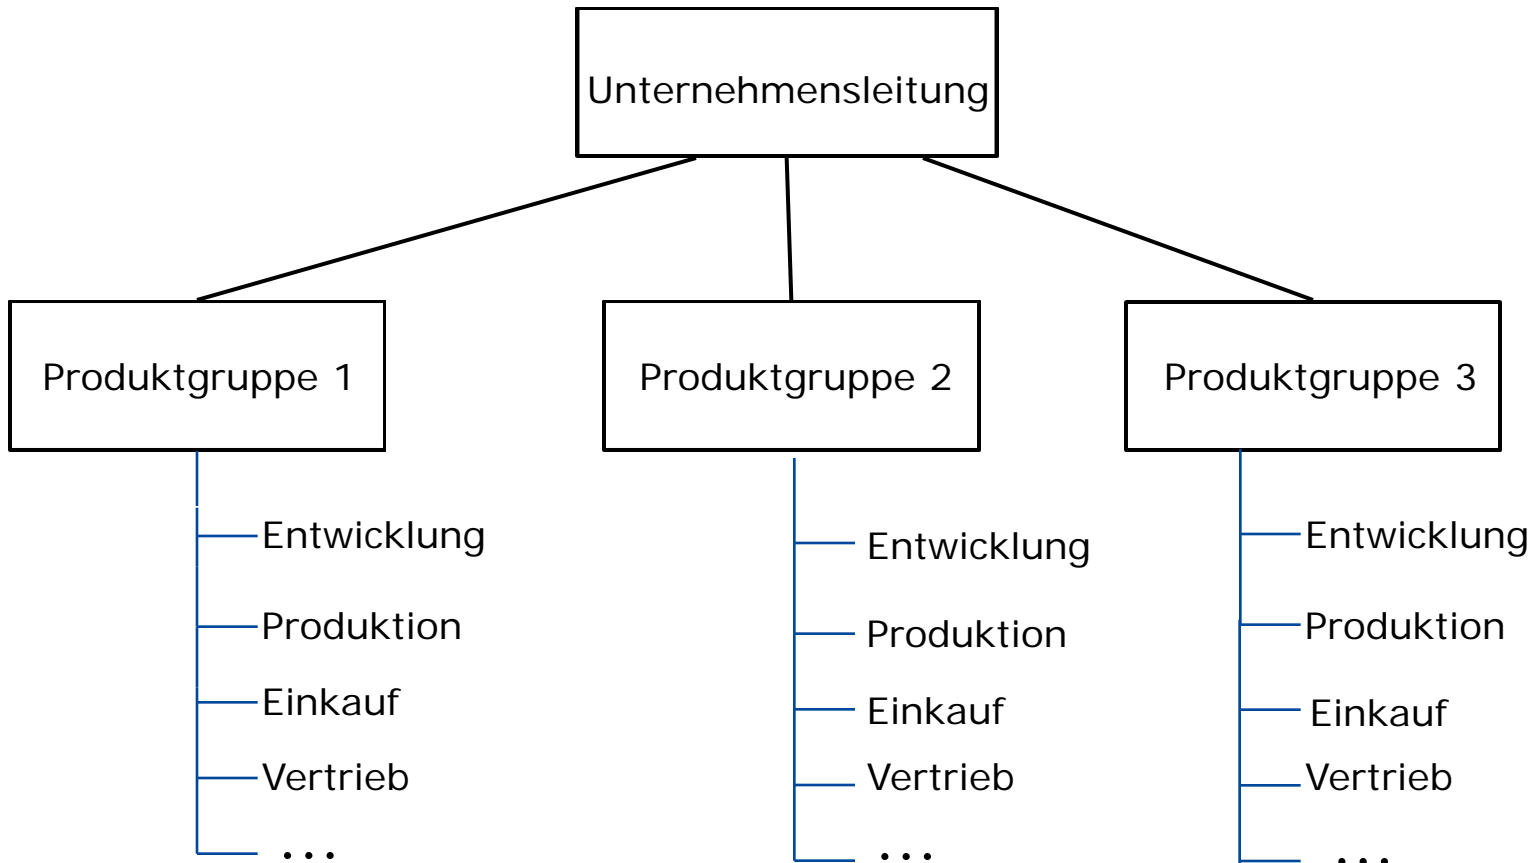 Unternehmensleitung
Produktgruppe 1
Produktgruppe 2
Produktgruppe 3
Entwicklung
Produktion
Einkauf
Vertrieb
...
Entwicklung
Produktion
Einkauf
Vertrieb
...
Entwicklung
Produktion
Einkauf
Vertrieb
...